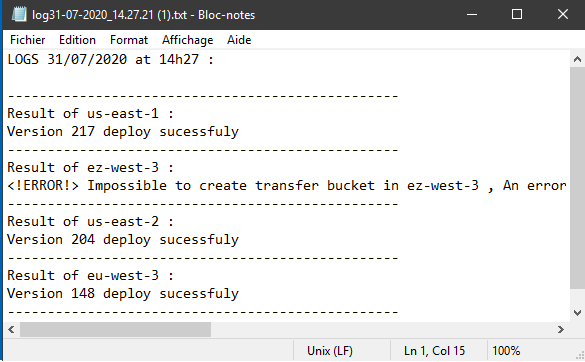 log31-07-2020_14.27.21 (1).txt - Bloc-notes
Fichier Edition Format Affichage Aide
LOGS 31/07/2020 at 14h27 :
------------------------------------------------
Result of us-east-1 :
Version 217 deploy sucessfuly
------------------------------------------------
Result of ez-west-3 :
<!ERROR!> Impossible to create transfer bucket in ez-west-3 , An error
------------------------------------------------
Result of us-east-2 :
Version 204 deploy sucessfuly
------------------------------------------------
Result of eu-west-3 :
Version 148 deploy sucessfuly
------------------------------------------------
Unix (LF) Ln 1, Col 15 100%